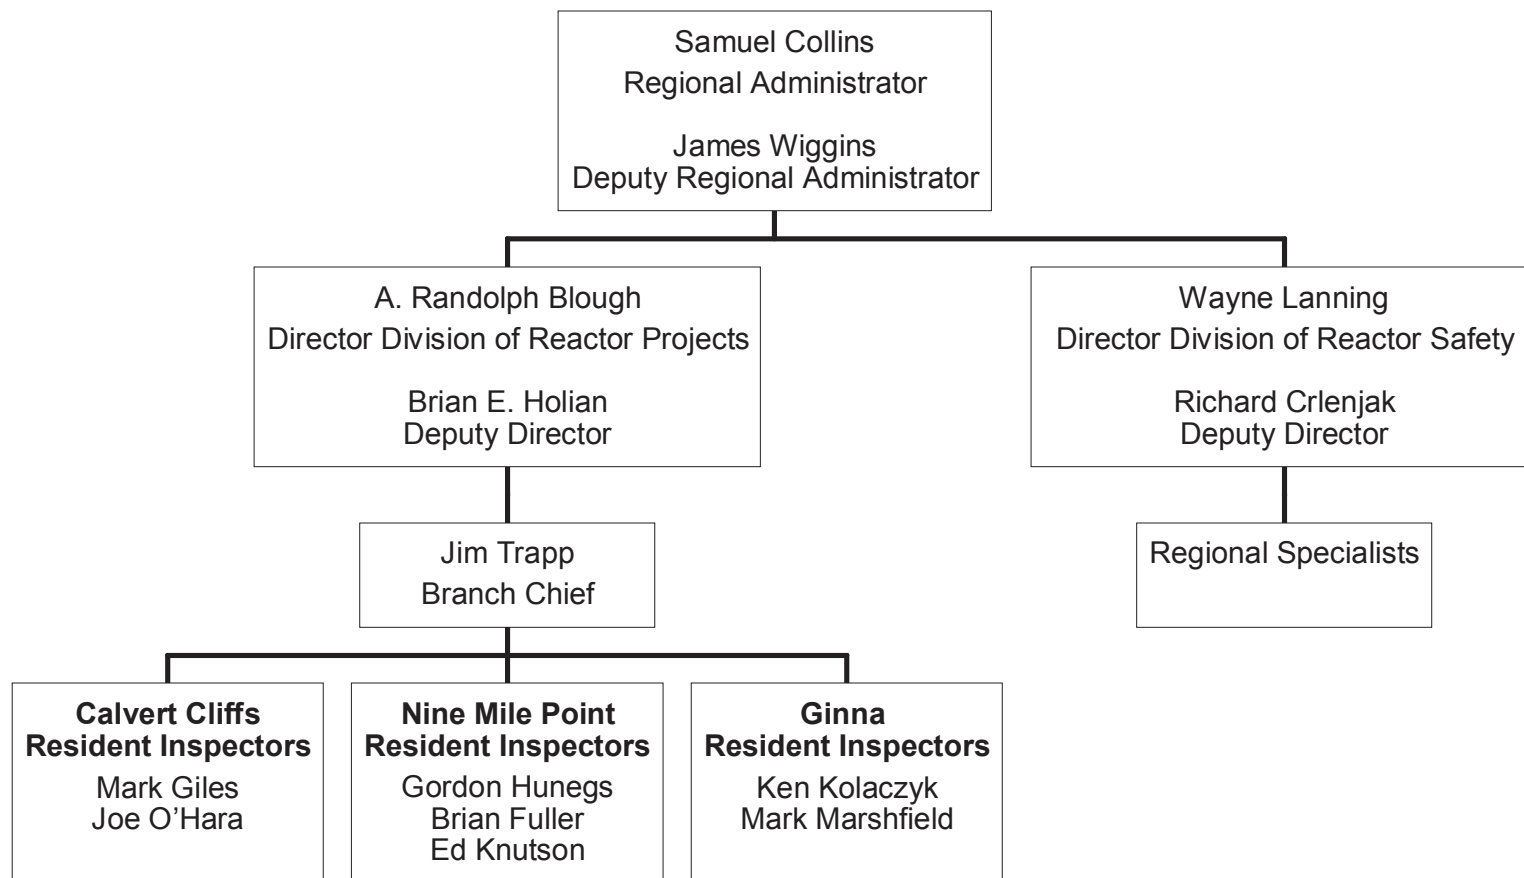 Samuel Collins
Regional Administrator
James Wiggins
Deputy Regional Administrator
A. Randolph Blough
Director Division of Reactor Projects
Brian E. Holian
Deputy Director
Wayne Lanning
Director Division of Reactor Safety
Richard Crlenjak
Deputy Director
Jim Trapp
Branch Chief
Regional Specialists
Calvert Cliffs
Resident Inspectors
Mark Giles
Joe O’Hara
Nine Mile Point
Resident Inspectors
Gordon Hunegs
Brian Fuller
Ed Knutson
Ginna
Resident Inspectors
Ken Kolaczyk
Mark Marshfield